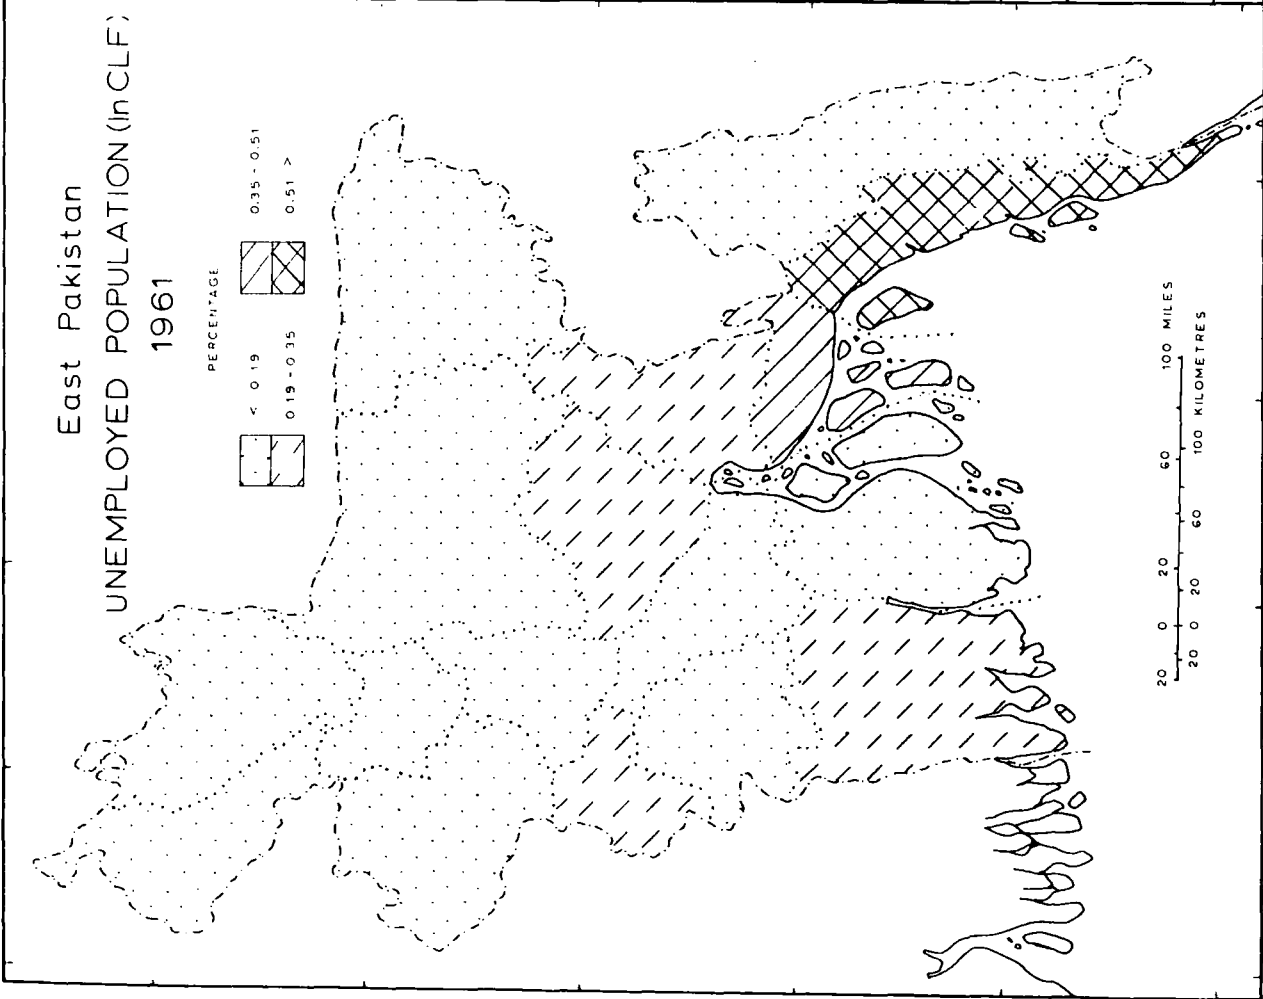 East Pakistan
UNEMPLOYED POPULATION (In CLF)
1961
PERCENTAGE
< 0 19
0.35 - 0.51
0 19 - 0 35
0.51 >
20 0 20 60 60 100 MILES
20 0 20 60 100 KILOMETRES